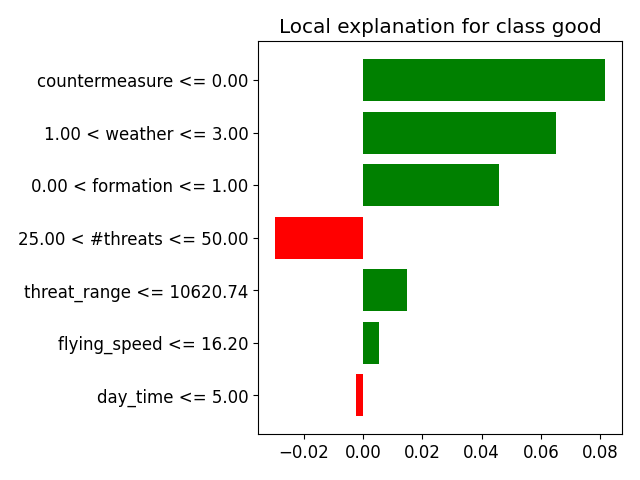 Local explanation for class good
countermeasure <= 0.00
1.00 < weather <= 3.00
0.00 < formation <= 1.00
25.00 < #threats <= 50.00
threat_range <= 10620.74
flying_speed <= 16.20
day_time <= 5.00
−0.02 0.00 0.02 0.04 0.06 0.08